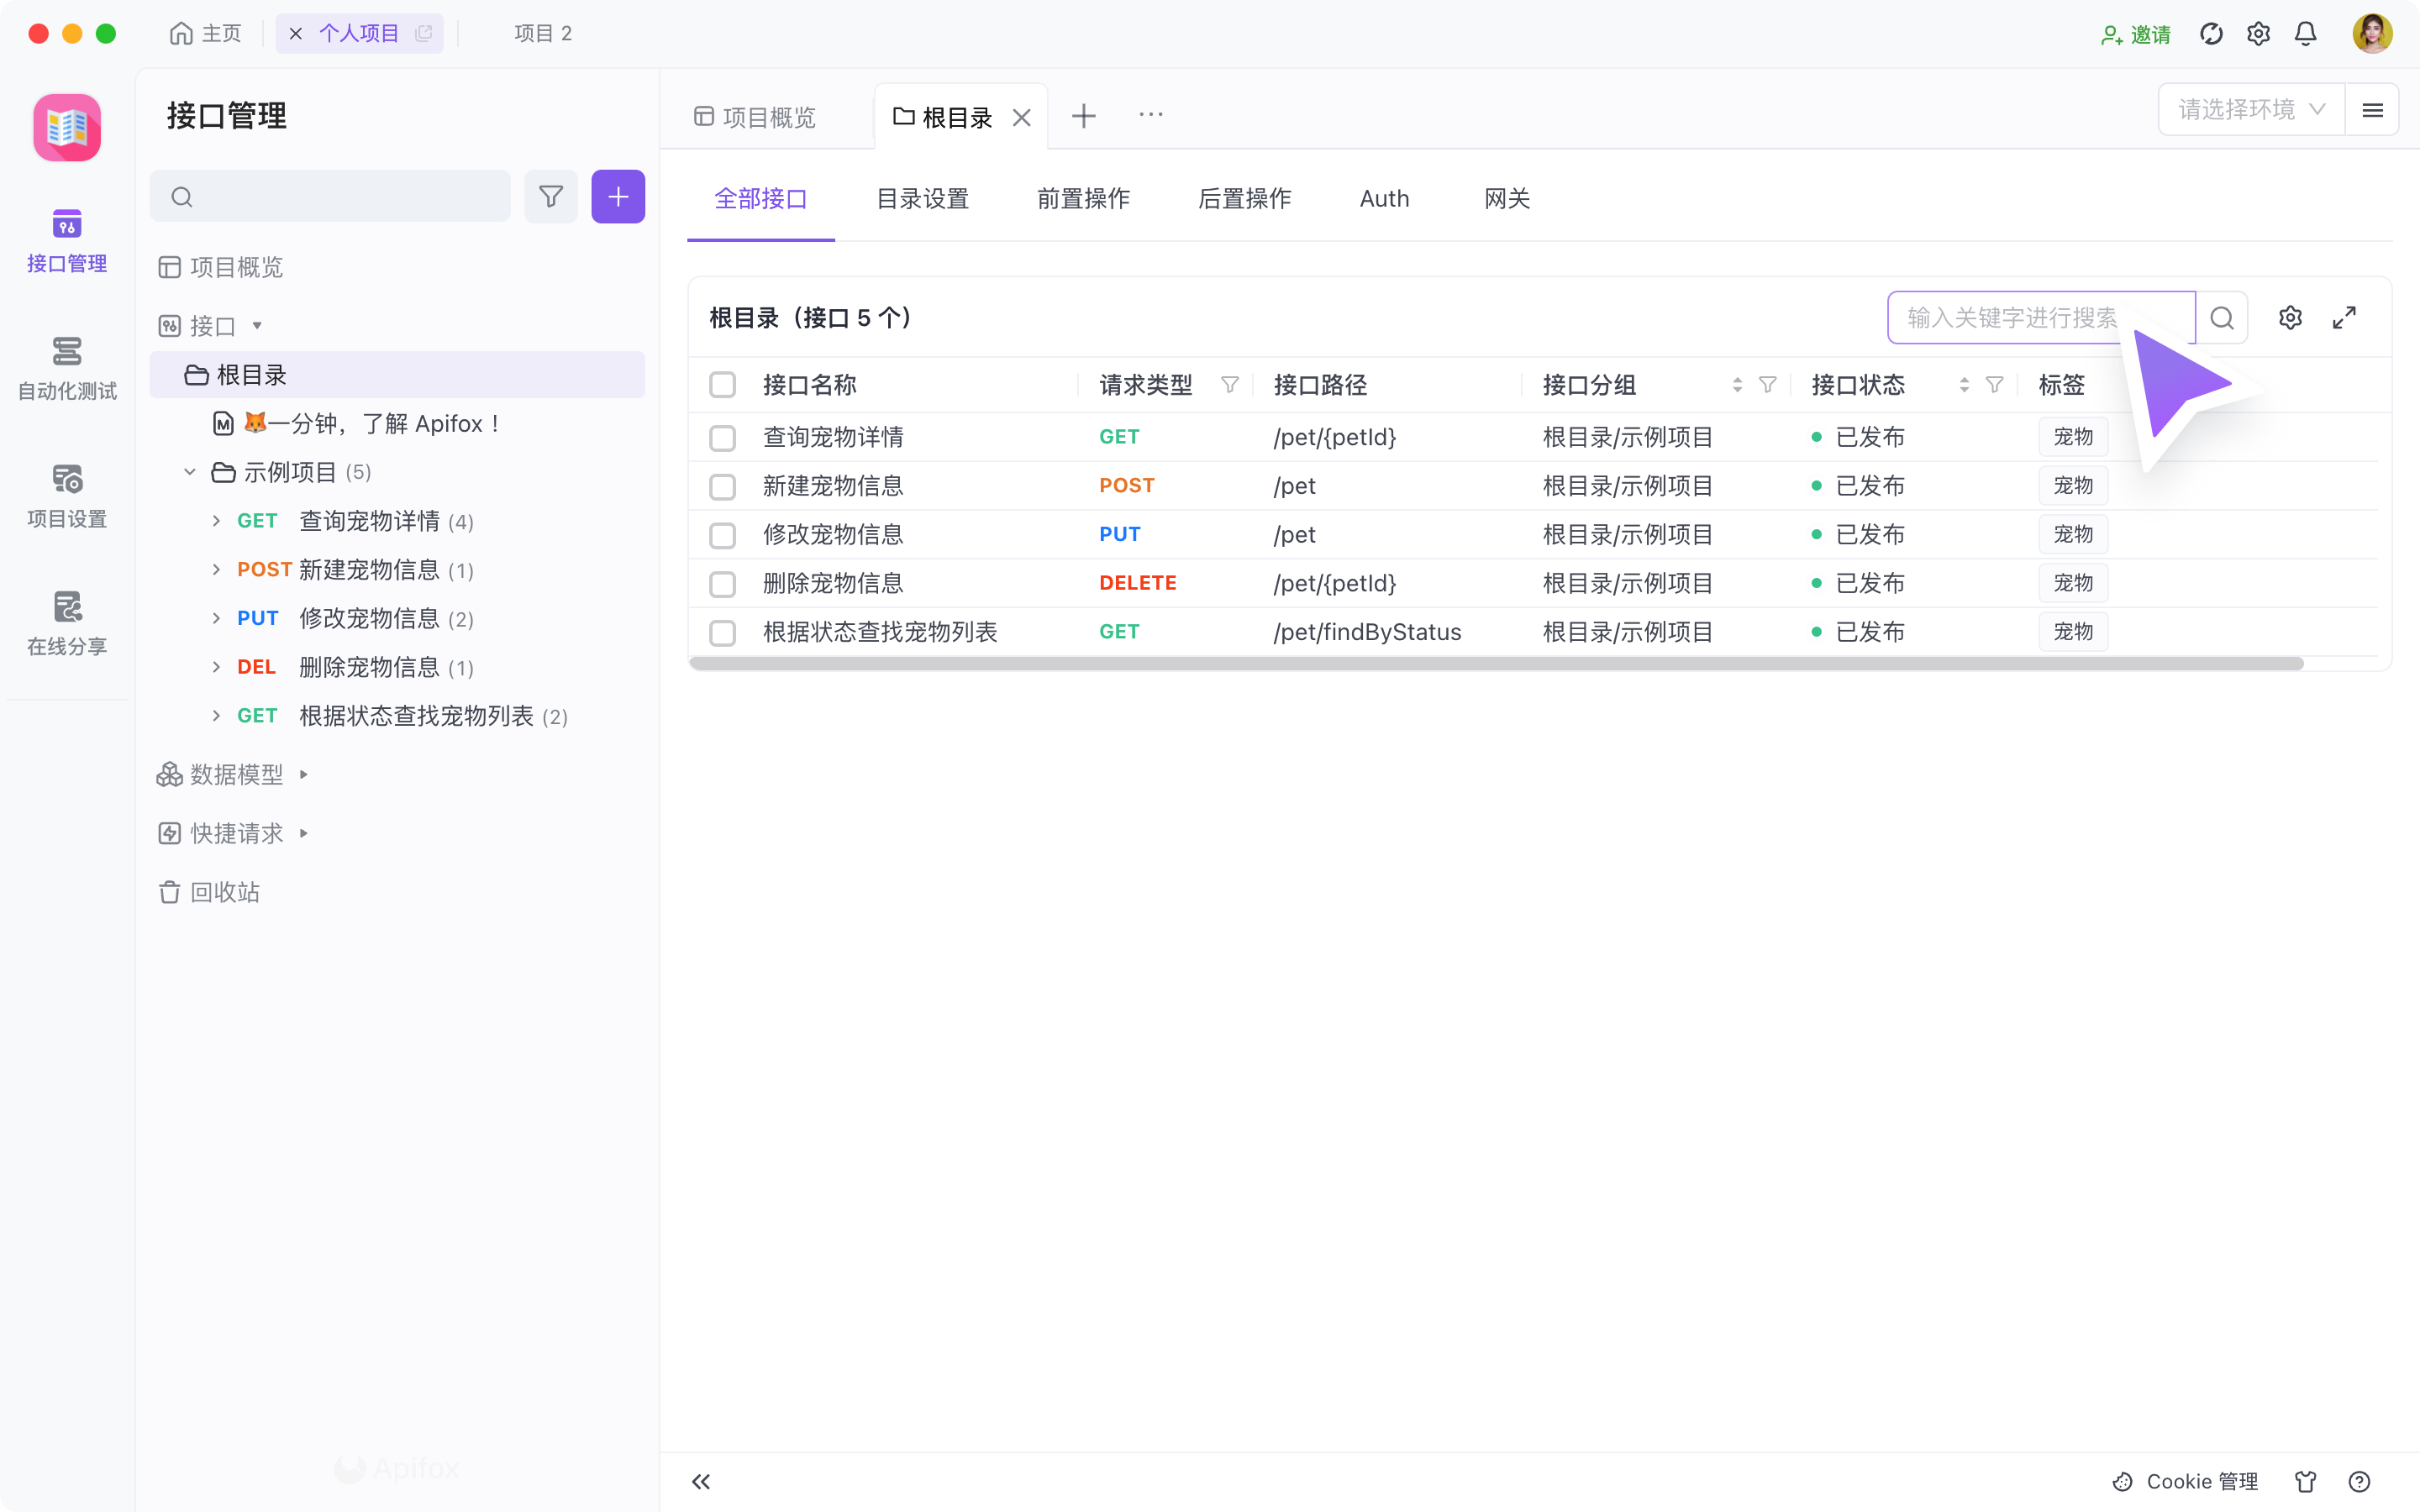 主页
个人项目
项目 2
邀请
接口管理
自动化测试
项目设置
在线分享
接口管理
项目概览
接口
根目录
🦊一分钟，了解 Apifox！
示例项目 (5)
GET 查询宠物详情 (4)
POST 新建宠物信息 (1)
PUT 修改宠物信息 (2)
DEL 删除宠物信息 (1)
GET 根据状态查找宠物列表 (2)
数据模型
快捷请求
回收站
Apifox
项目概览
根目录
请选择环境
全部接口 目录设置 前置操作 后置操作 Auth 网关
根目录（接口 5 个）
输入关键字进行搜索
接口名称 请求类型 接口路径 接口分组 接口状态 标签
查询宠物详情 GET /pet/{petId} 根目录/示例项目 已发布 宠物
新建宠物信息 POST /pet 根目录/示例项目 已发布 宠物
修改宠物信息 PUT /pet 根目录/示例项目 已发布 宠物
删除宠物信息 DELETE /pet/{petId} 根目录/示例项目 已发布 宠物
根据状态查找宠物列表 GET /pet/findByStatus 根目录/示例项目 已发布 宠物
Cookie 管理